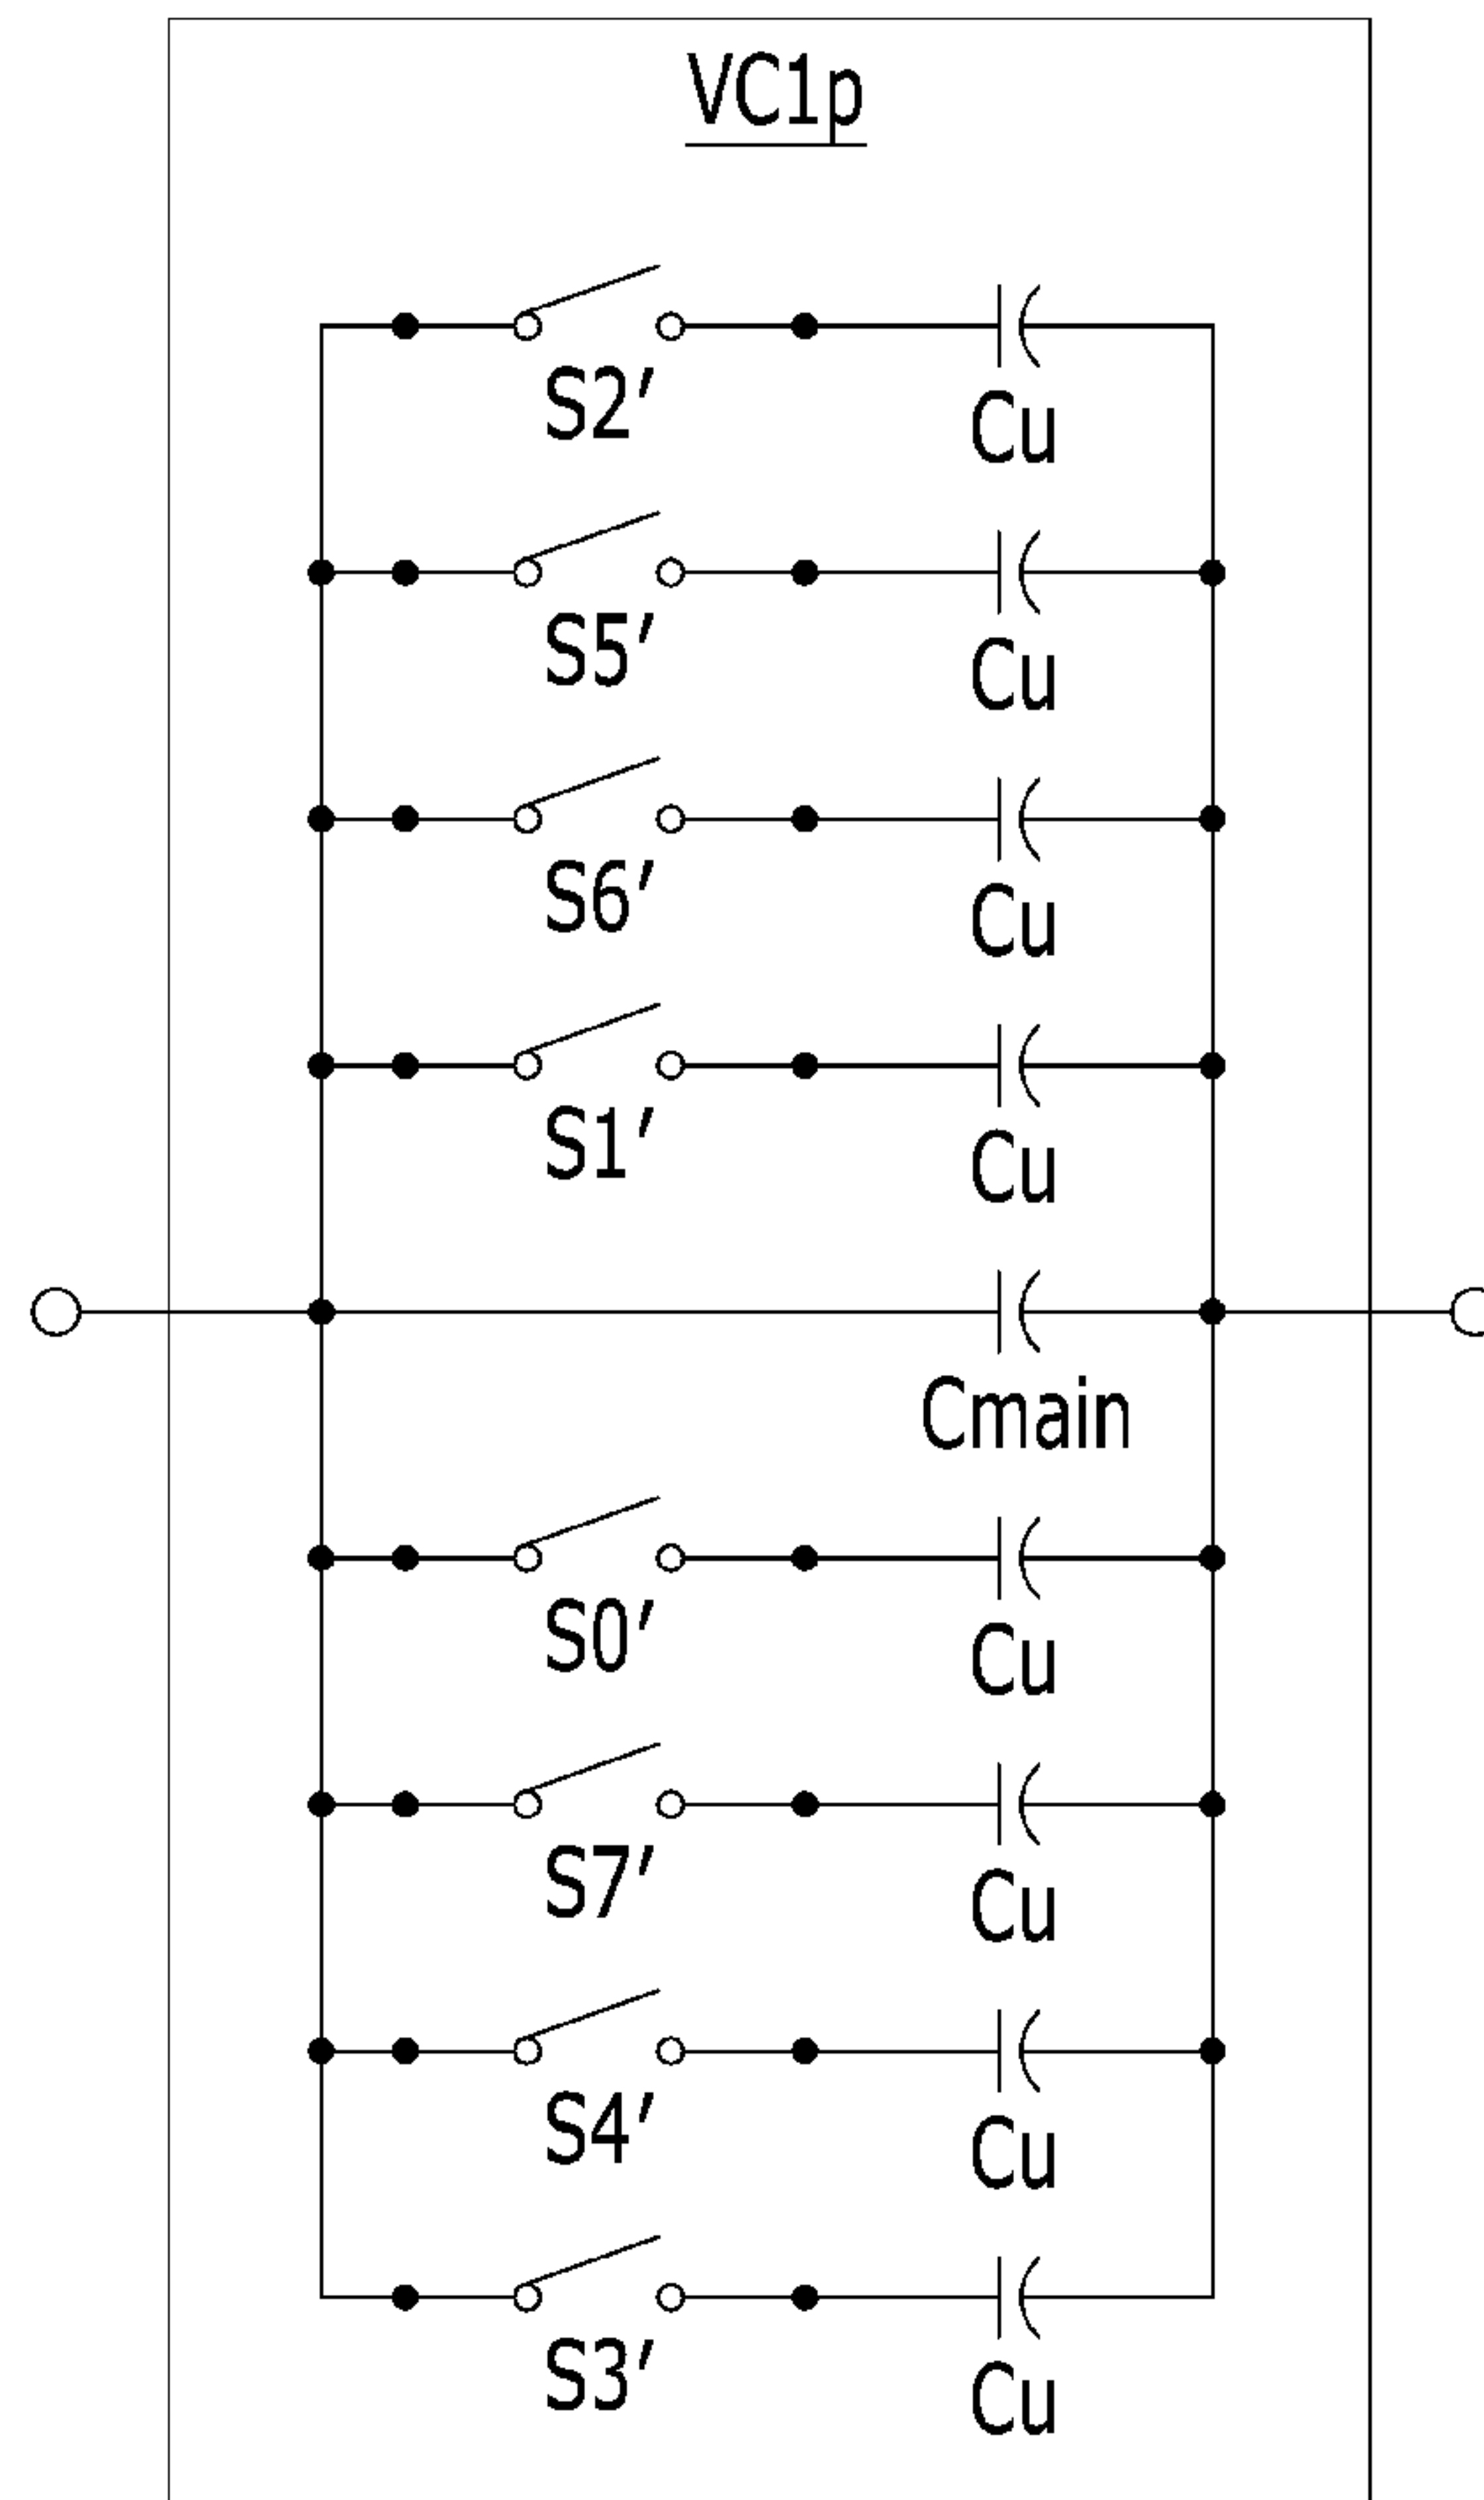 VC1p
S2′
Cu
S5′
Cu
S6′
Cu
S1′
Cu
Cmain
S0′
Cu
S7′
Cu
S4′
Cu
S3′
Cu